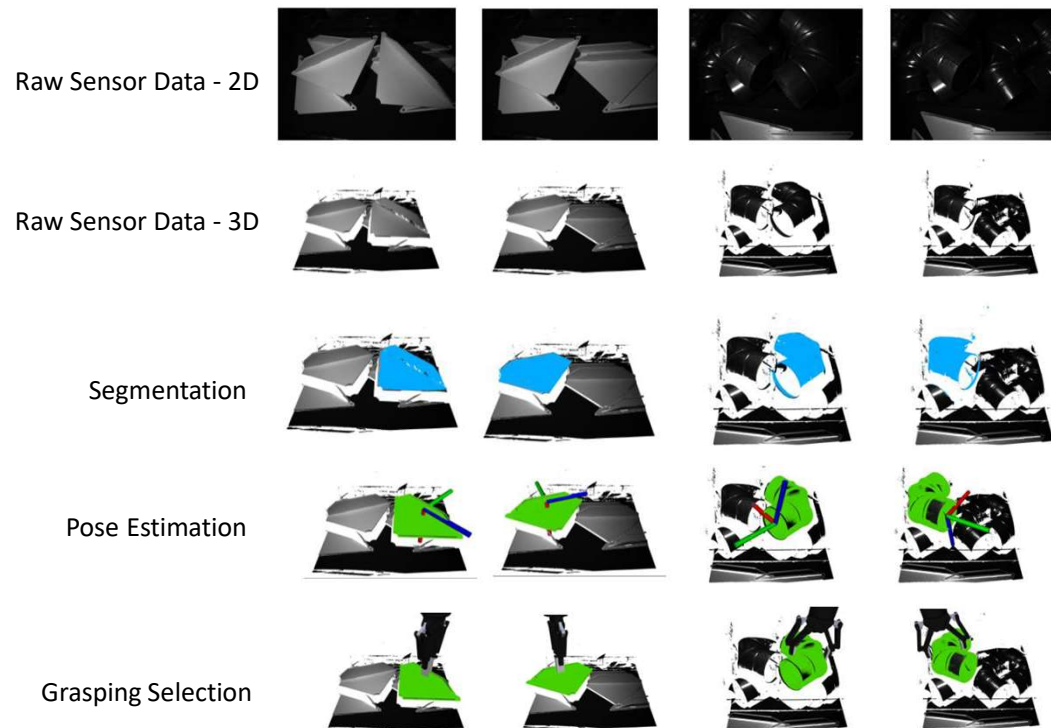 Raw Sensor Data - 2D
Raw Sensor Data - 3D
Segmentation
Pose Estimation
Grasping Selection